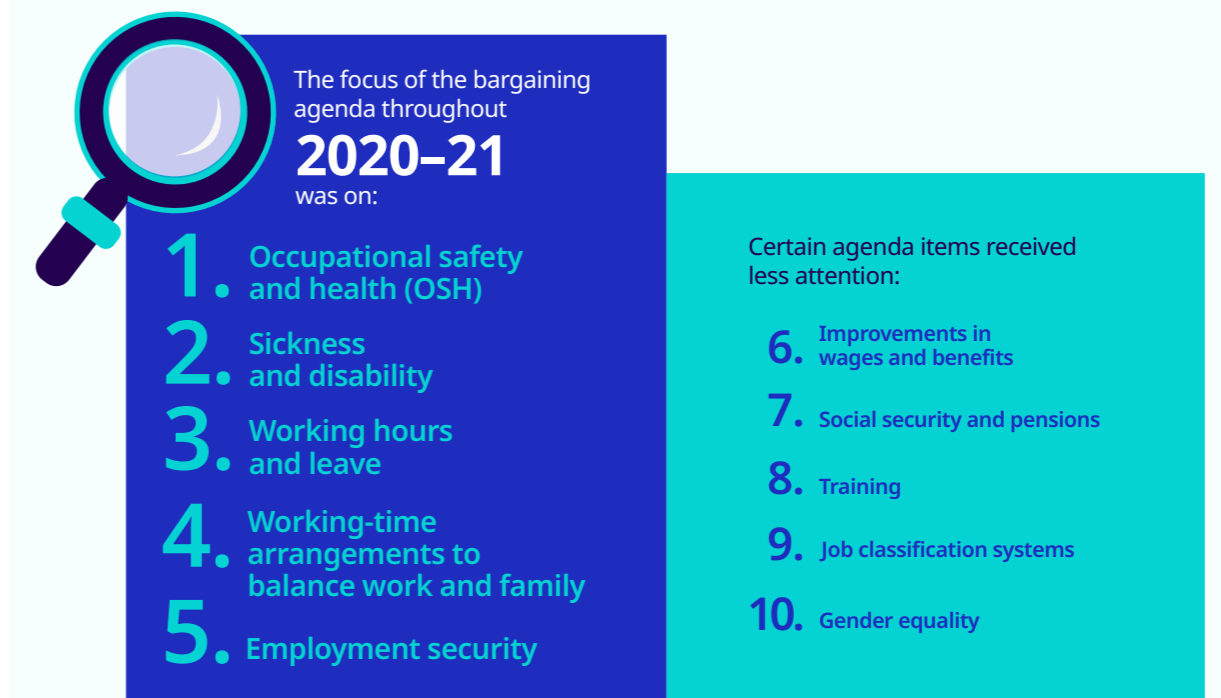 The focus of the bargaining
agenda throughout
2020–21
was on:
1. Occupational safety
and health (OSH)
2. Sickness
and disability
3. Working hours
and leave
4. Working-time
arrangements to
balance work and family
5. Employment security
Certain agenda items received
less attention:
6. Improvements in
wages and benefits
7. Social security and pensions
8. Training
9. Job classification systems
10. Gender equality